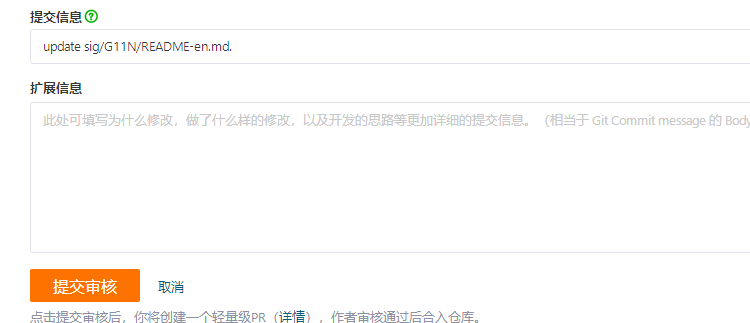 提交信息
update sig/G11N/README-en.md.
扩展信息
此处可填写为什么修改，做了什么样的修改，以及开发的思路等更加详细的提交信息。（相当于 Git Commit message 的 Body
提交审核 取消
点击提交审核后，你将创建一个轻量级PR（详情），作者审核通过后合入仓库。